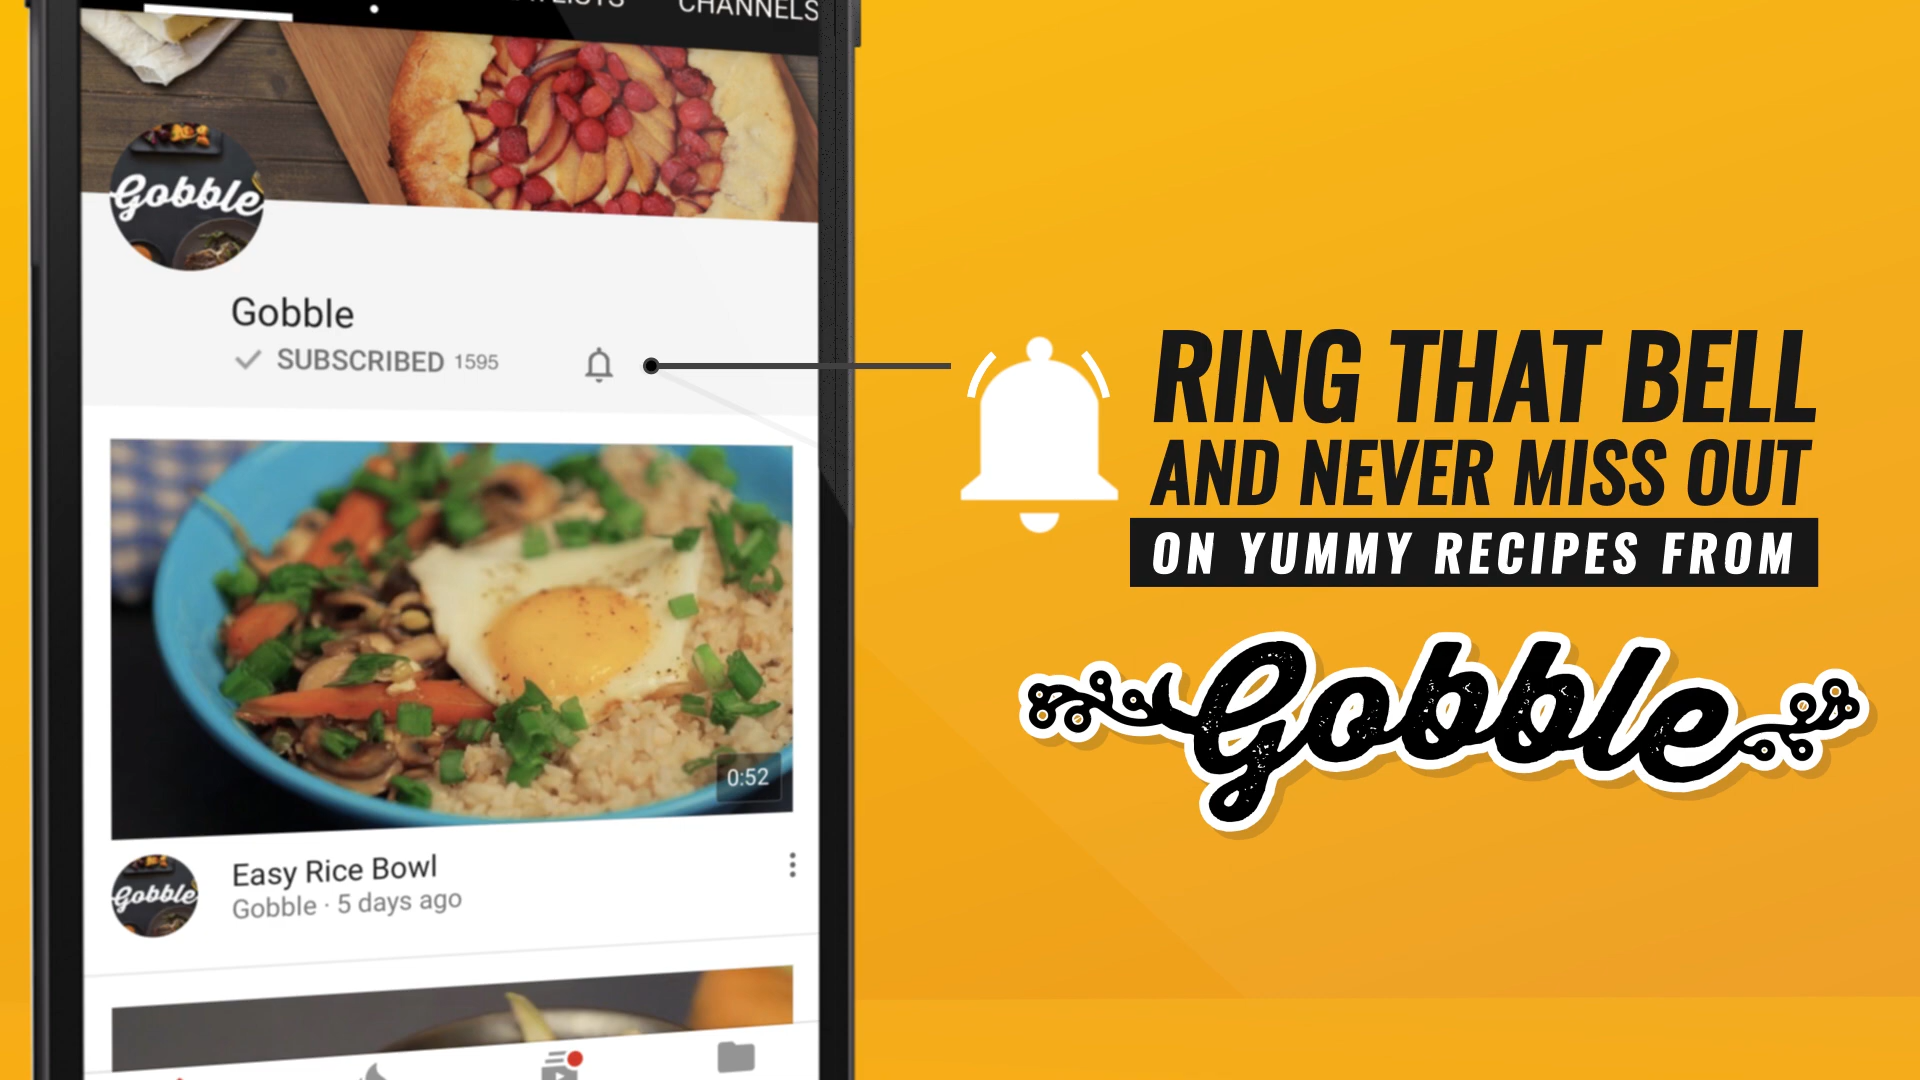 CHANNELS
Gobble
Gobble
SUBSCRIBED 1595
0:52
Easy Rice Bowl
Gobble · 5 days ago
Gobble
RING THAT BELL
AND NEVER MISS OUT
ON YUMMY RECIPES FROM
Gobble